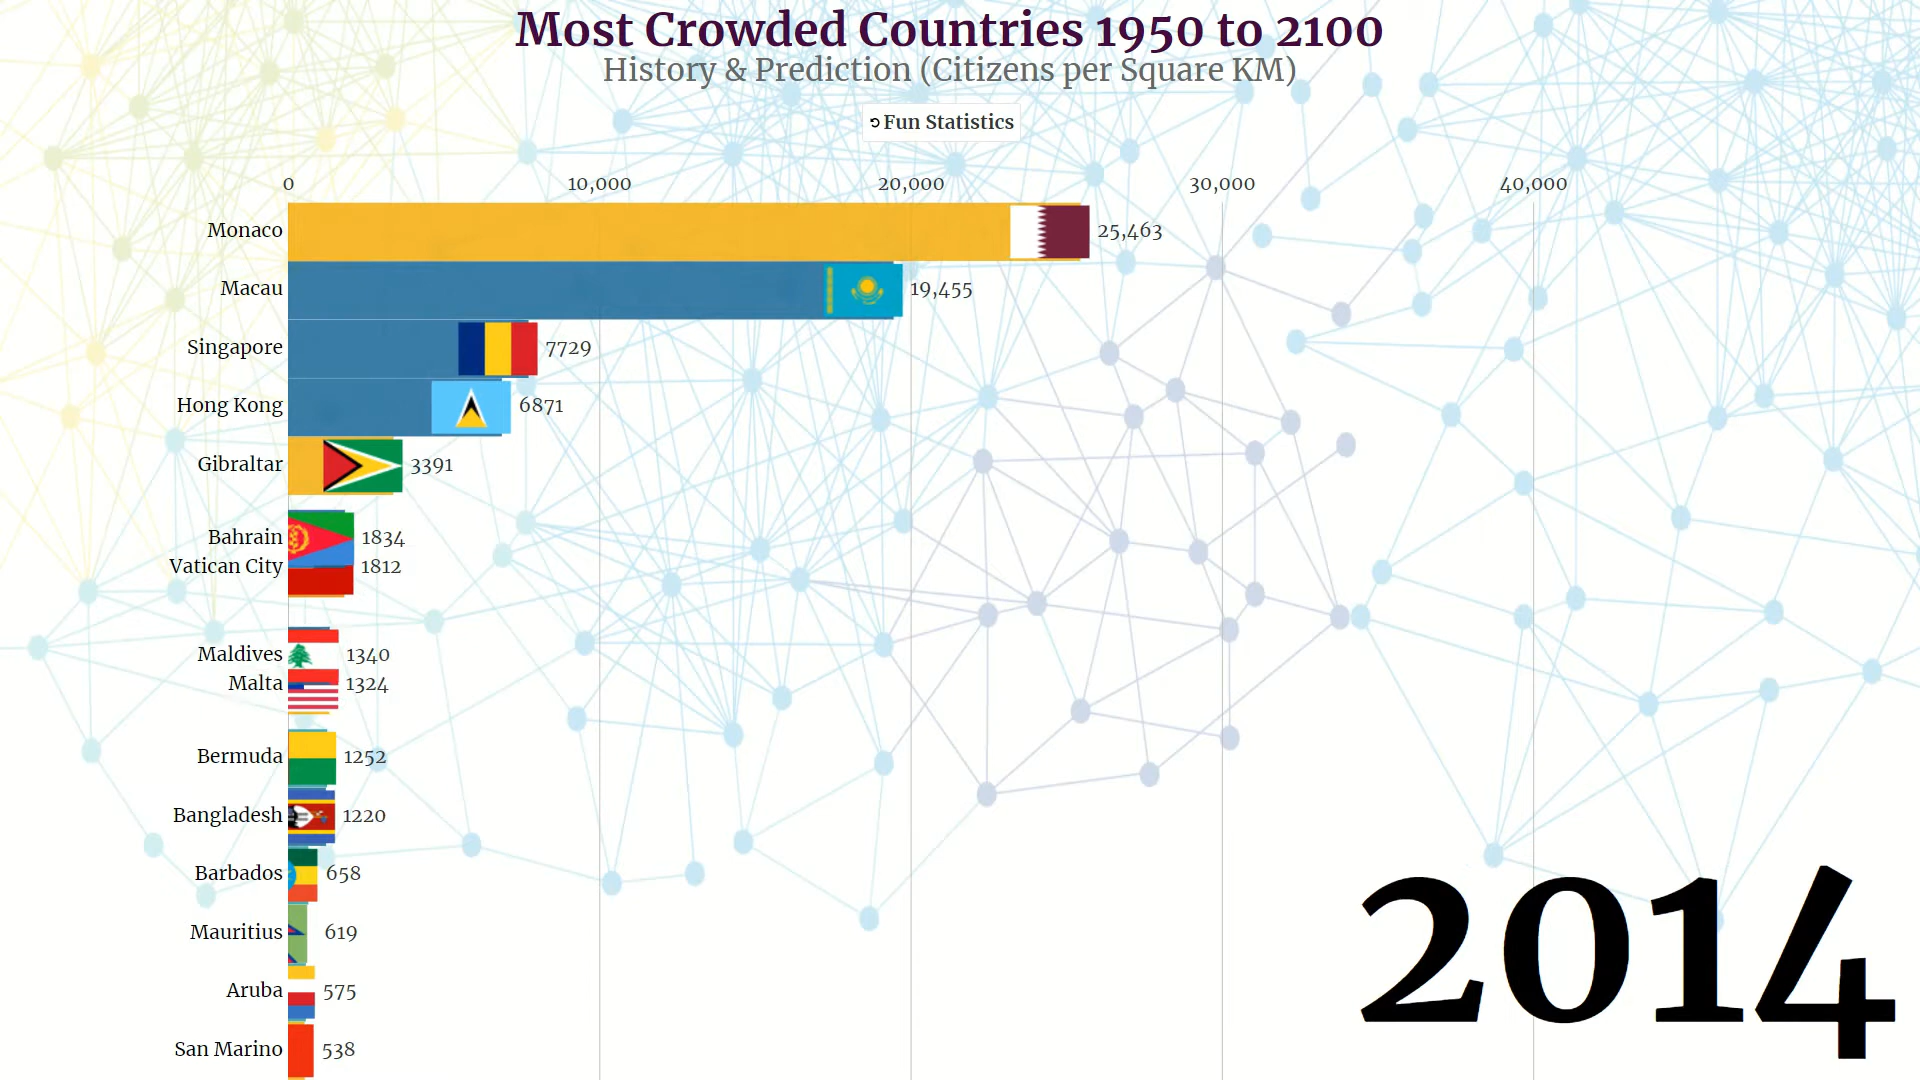 Most Crowded Countries 1950 to 2100
History & Prediction (Citizens per Square KM)
Fun Statistics
0 10,000 20,000 30,000 40,000
Monaco 25,463
Macau 19,455
Singapore 7729
Hong Kong 6871
Gibraltar 3391
Bahrain 1834
Vatican City 1812
Maldives 1340
Malta 1324
Bermuda 1252
Bangladesh 1220
Barbados 658
Mauritius 619
Aruba 575
San Marino 538
2014